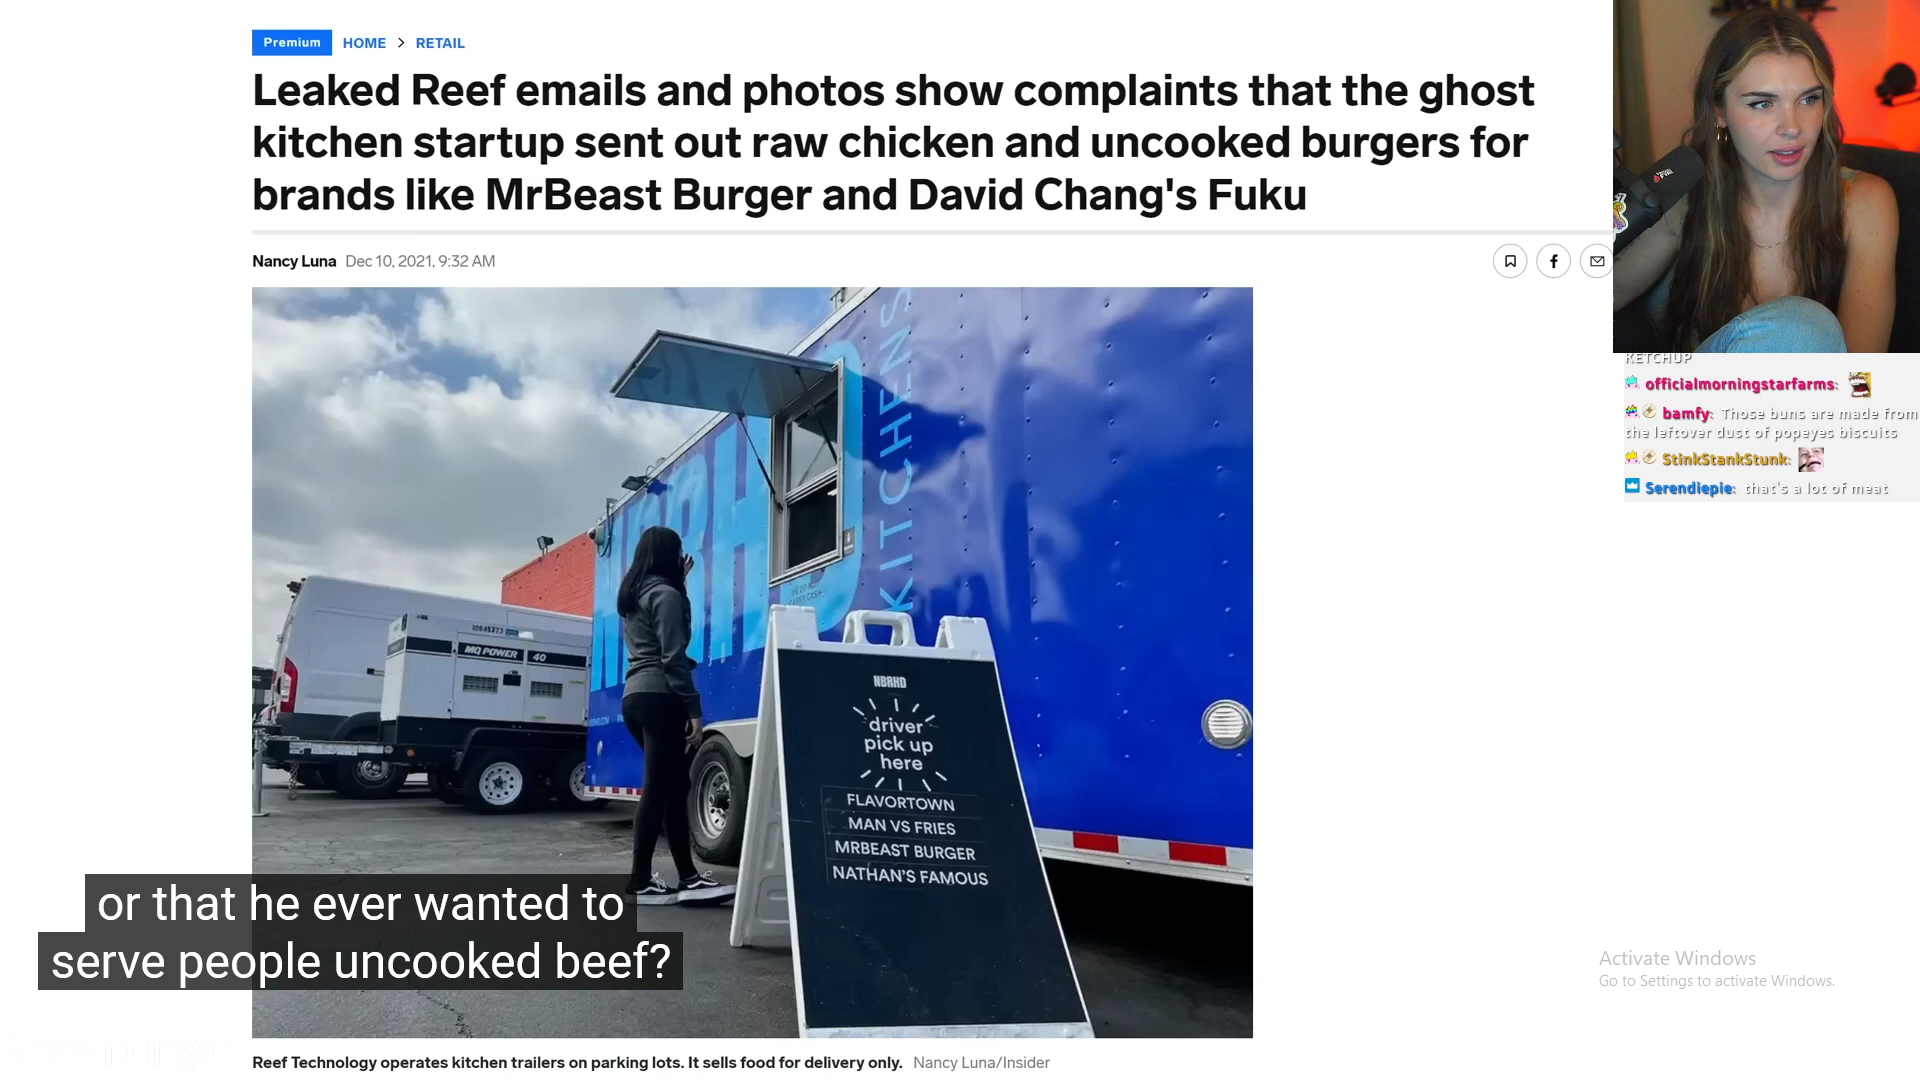 Premium HOME > RETAIL
Leaked Reef emails and photos show complaints that the ghost
kitchen startup sent out raw chicken and uncooked burgers for
brands like MrBeast Burger and David Chang's Fuku
Nancy Luna Dec 10, 2021, 9:32 AM
KITCHENS
MQ POWER 40
NBRHD
driver
pick up
here
FLAVORTOWN
MAN VS FRIES
MRBEAST BURGER
NATHAN'S FAMOUS
or that he ever wanted to
serve people uncooked beef?
Reef Technology operates kitchen trailers on parking lots. It sells food for delivery only. Nancy Luna/Insider
KETCHUP
officialmorningstarfarms:
bamfy: Those buns are made from
the leftover dust of popeyes biscuits
StinkStankStunk:
Serendiepie: that's a lot of meat
Activate Windows
Go to Settings to activate Windows.